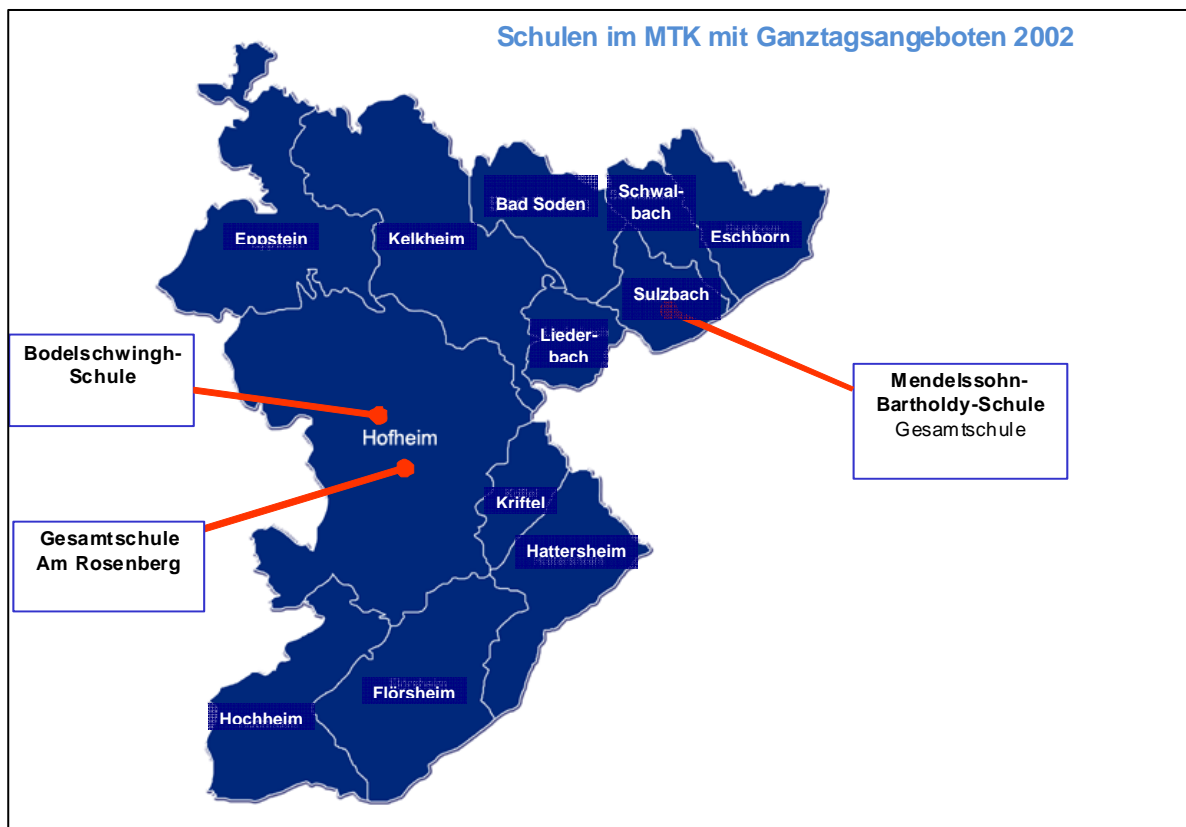 Schulen im MTK mit Ganztagsangeboten 2002
Bad Soden
Schwal-
bach
Eschborn
Eppstein
Kelkheim
Sulzbach
Lieder-
bach
Bodelschwingh-
Schule
Mendelssohn-
Bartholdy-Schule
Gesamtschule
Hofheim
Kriftel
Gesamtschule
Am Rosenberg
Hattersheim
Flörsheim
Hochheim